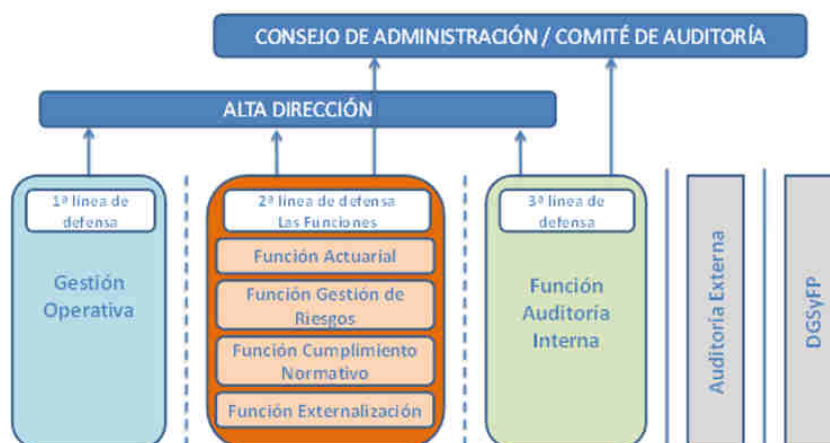 CONSEJO DE ADMINISTRACIÓN / COMITÉ DE AUDITORÍA
ALTA DIRECCIÓN
1ª línea de
defensa
Gestión
Operativa
2ª línea de defensa
Las Funciones
Función Actuarial
Función Gestión de
Riesgos
Función Cumplimiento
Normativo
Función Externalización
3ª línea de
defensa
Función
Auditoría
Interna
Auditoría Externa
DGSyFP